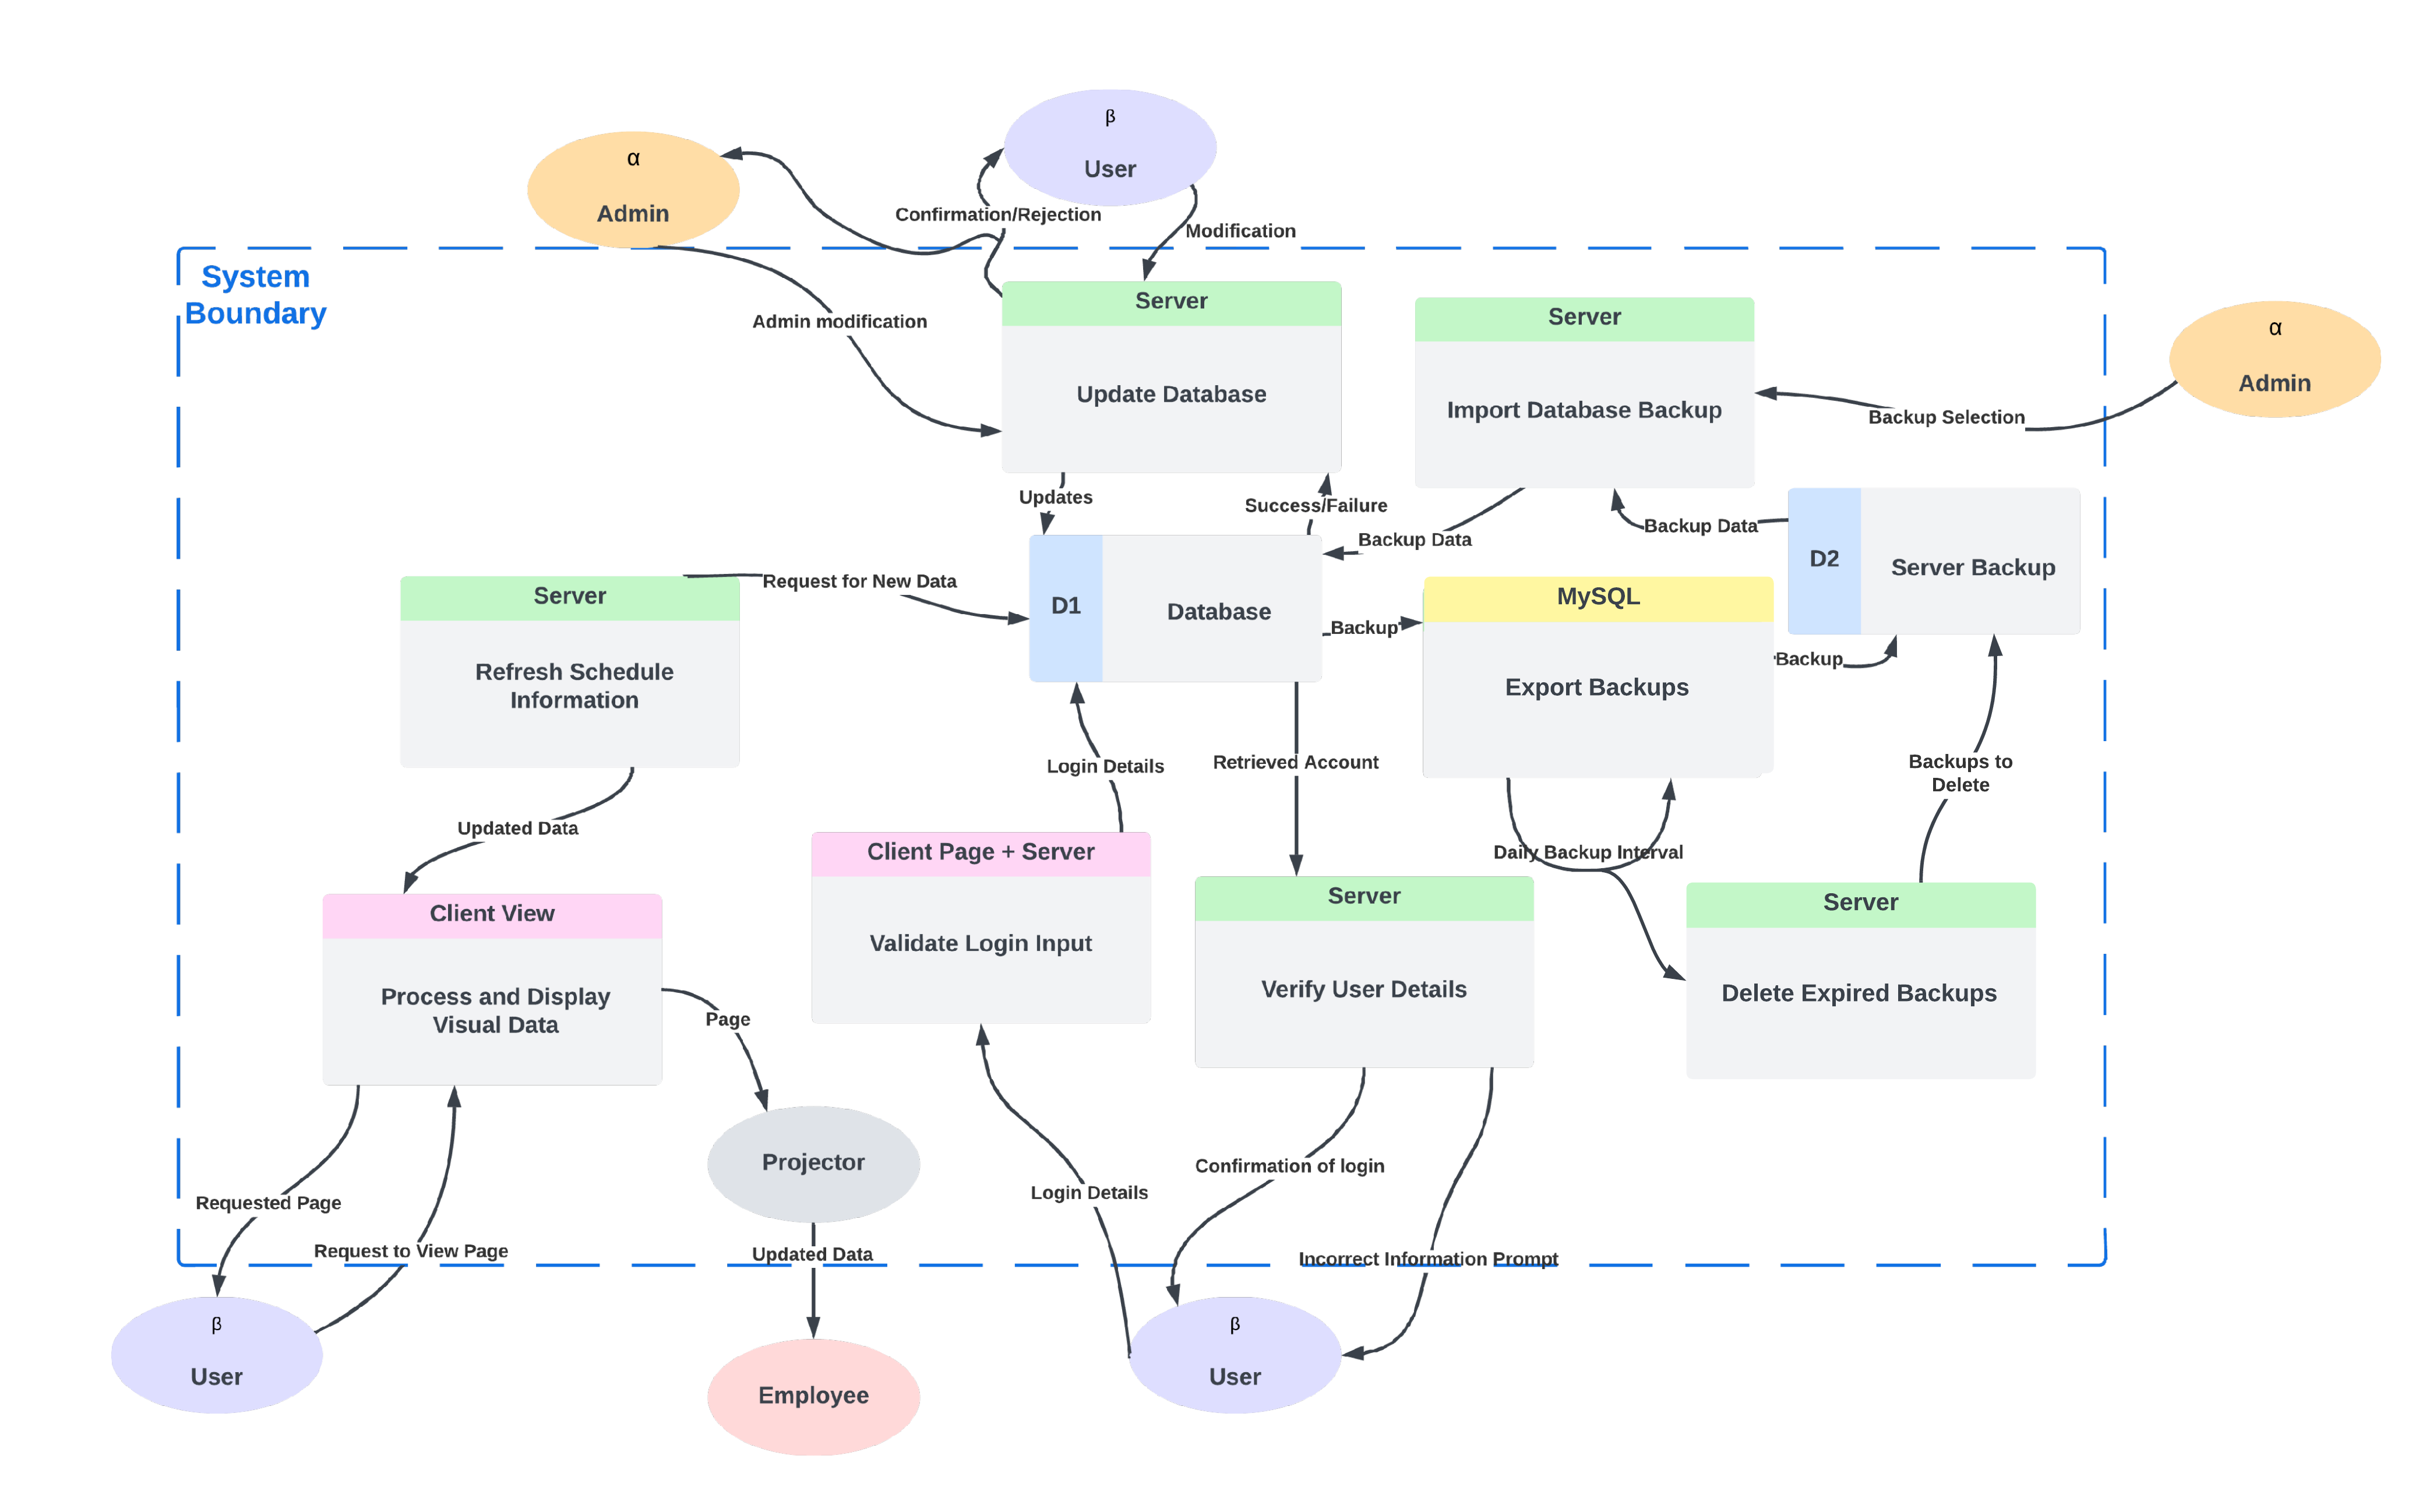 β
User
α
Admin
Confirmation/Rejection
Modification
System
Boundary
Server
Update Database
Admin modification
Server
Import Database Backup
α
Admin
Backup Selection
Updates
Success/Failure
Backup Data
Backup Data
D2
Server Backup
Request for New Data
D1
Database
Backup
MySQL
Export Backups
Backup
Server
Refresh Schedule
Information
Login Details
Retrieved Account
Backups to
Delete
Updated Data
Client Page + Server
Validate Login Input
Daily Backup Interval
Server
Verify User Details
Server
Delete Expired Backups
Client View
Process and Display
Visual Data
Page
Projector
Confirmation of login
Login Details
Requested Page
Request to View Page
Updated Data
Incorrect Information Prompt
β
User
Employee
β
User